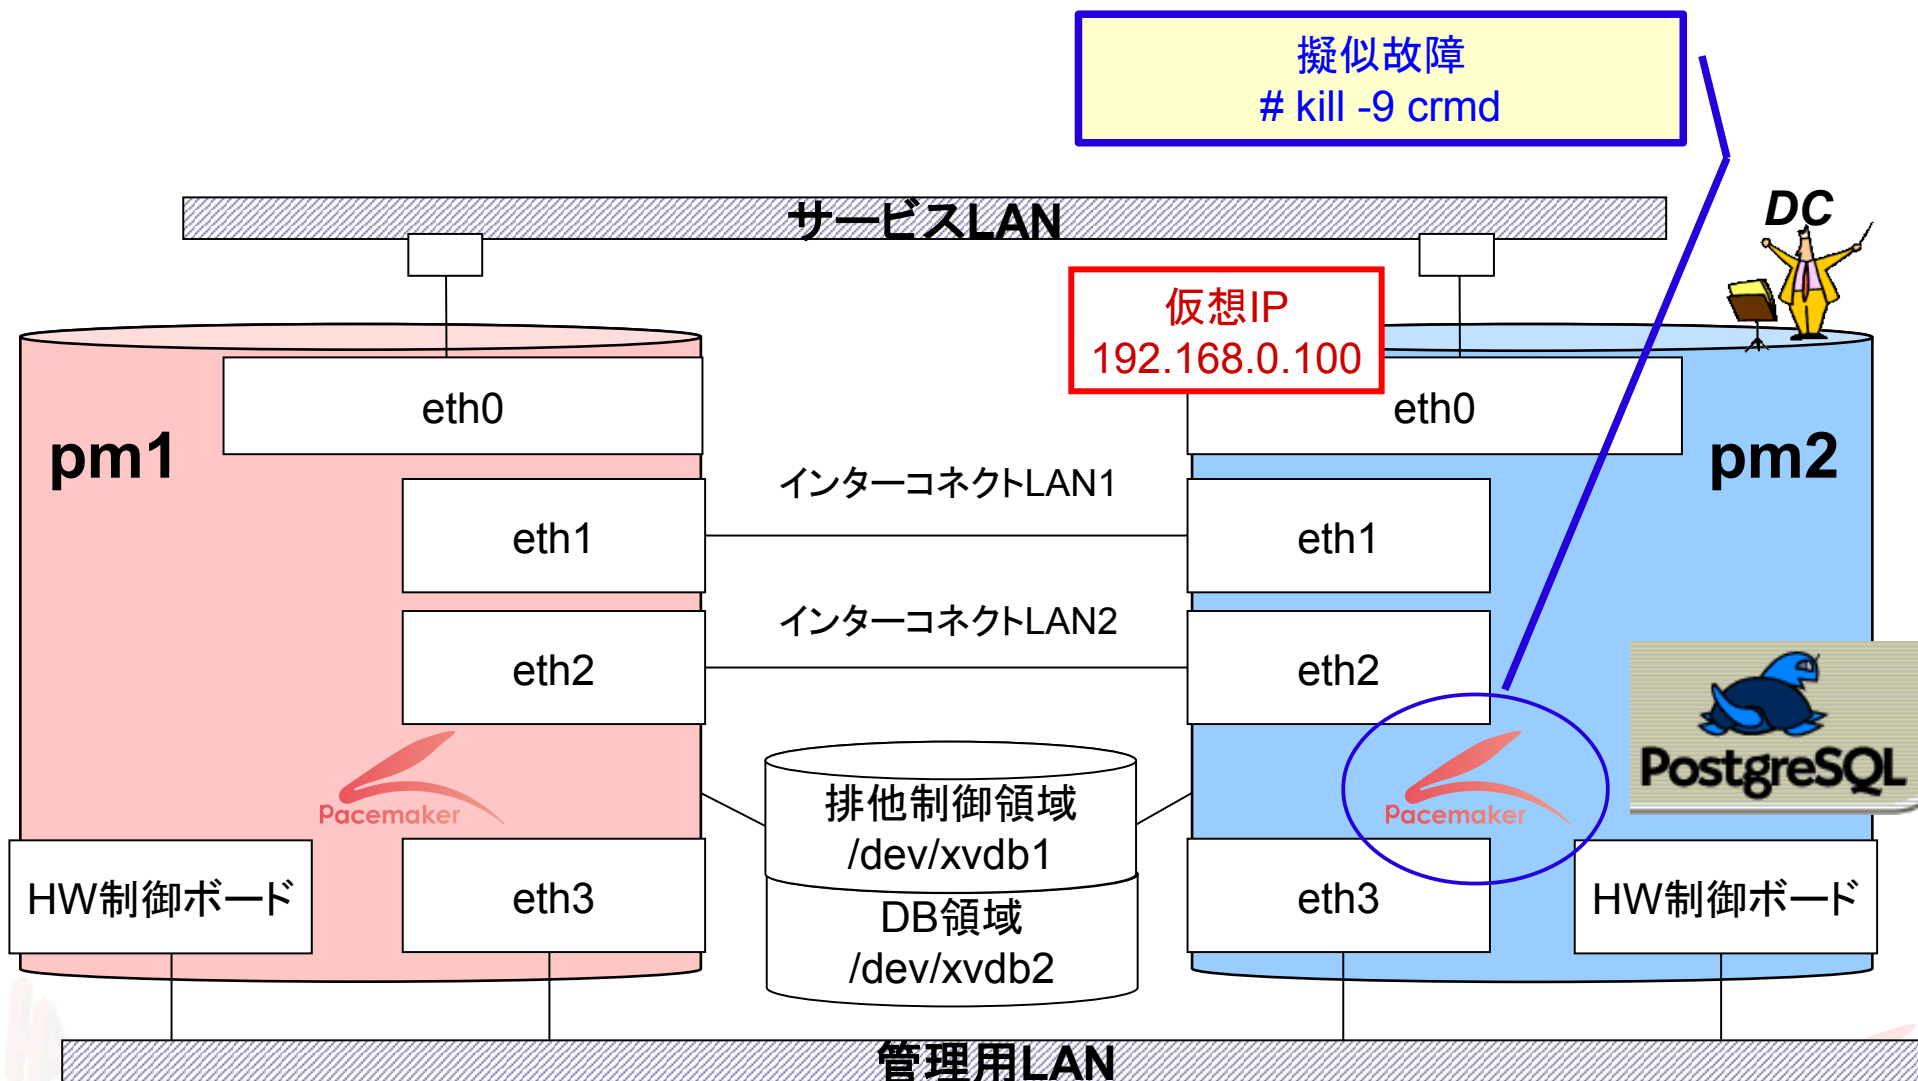 擬似故障
# kill -9 crmd
サービスLAN
DC
仮想IP
192.168.0.100
eth0
eth0
pm1
pm2
インターコネクトLAN1
eth1
eth1
インターコネクトLAN2
eth2
eth2
PostgreSQL
Pacemaker
Pacemaker
排他制御領域
/dev/xvdb1
HW制御ボード
eth3
eth3
HW制御ボード
DB領域
/dev/xvdb2
管理用LAN